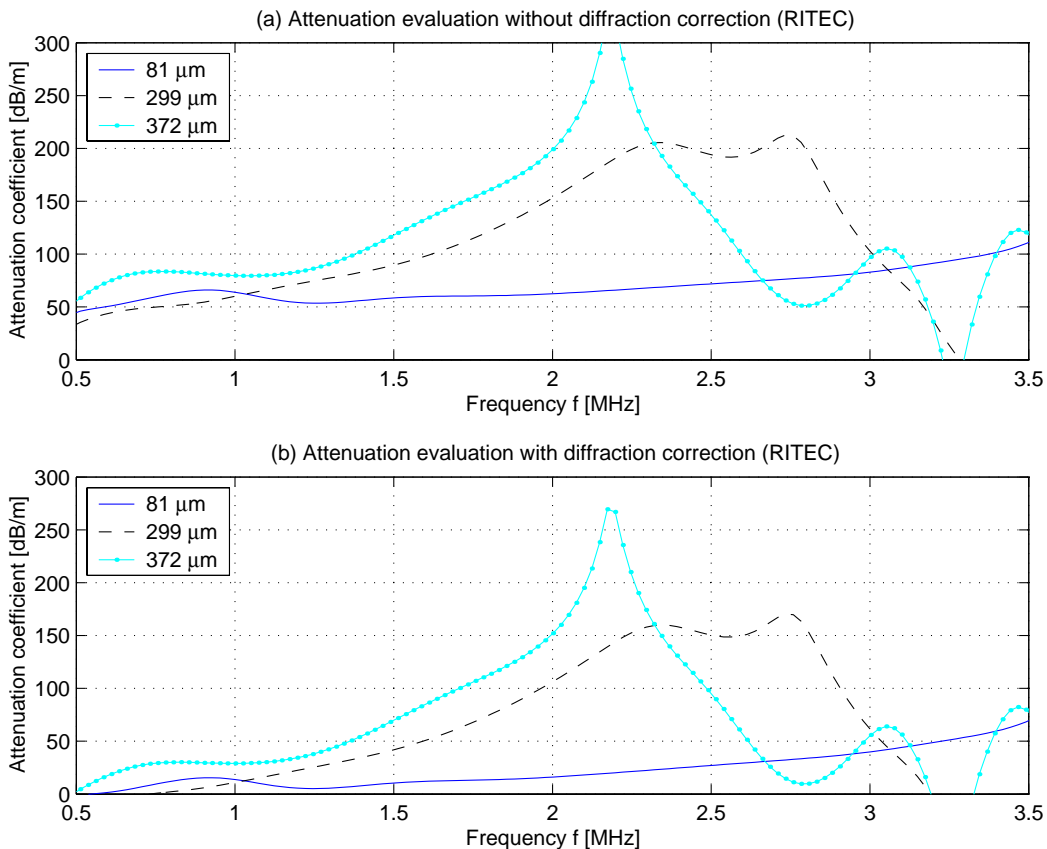 (a) Attenuation evaluation without diffraction correction (RITEC)
Attenuation coefficient [dB/m]
300
250
200
150
100
50
0
81 μm
299 μm
372 μm
0.5 1 1.5 2 2.5 3 3.5
Frequency f [MHz]
(b) Attenuation evaluation with diffraction correction (RITEC)
Attenuation coefficient [dB/m]
300
250
200
150
100
50
0
81 μm
299 μm
372 μm
0.5 1 1.5 2 2.5 3 3.5
Frequency f [MHz]